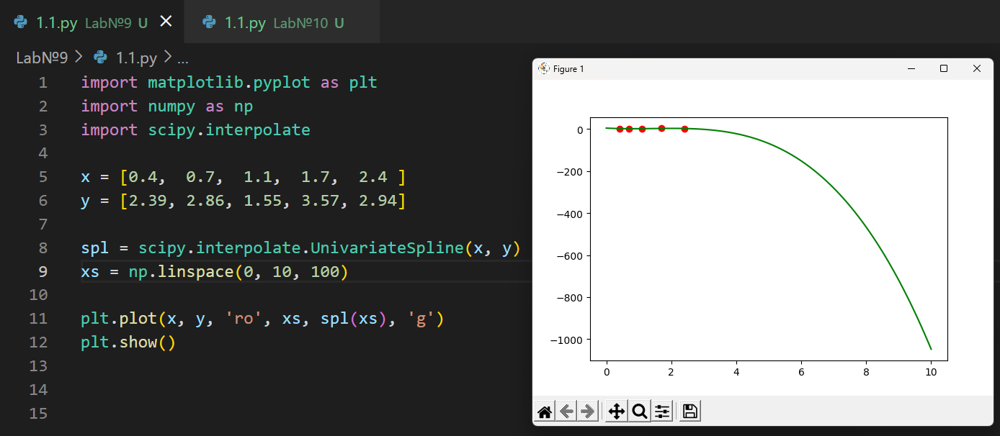 1.1.py LabNº9 U
1.1.py LabNº10 U
LabNº9 > 1.1.py > ...
1 import matplotlib.pyplot as plt
2 import numpy as np
3 import scipy.interpolate
4
5 x = [0.4,  0.7,  1.1,  1.7,  2.4 ]
6 y = [2.39, 2.86, 1.55, 3.57, 2.94]
7
8 spl = scipy.interpolate.UnivariateSpline(x, y)
9 xs = np.linspace(0, 10, 100)
10
11 plt.plot(x, y, 'ro', xs, spl(xs), 'g')
12 plt.show()
13
14
15
Figure 1
0
−200
−400
−600
−800
−1000
0 2 4 6 8 10